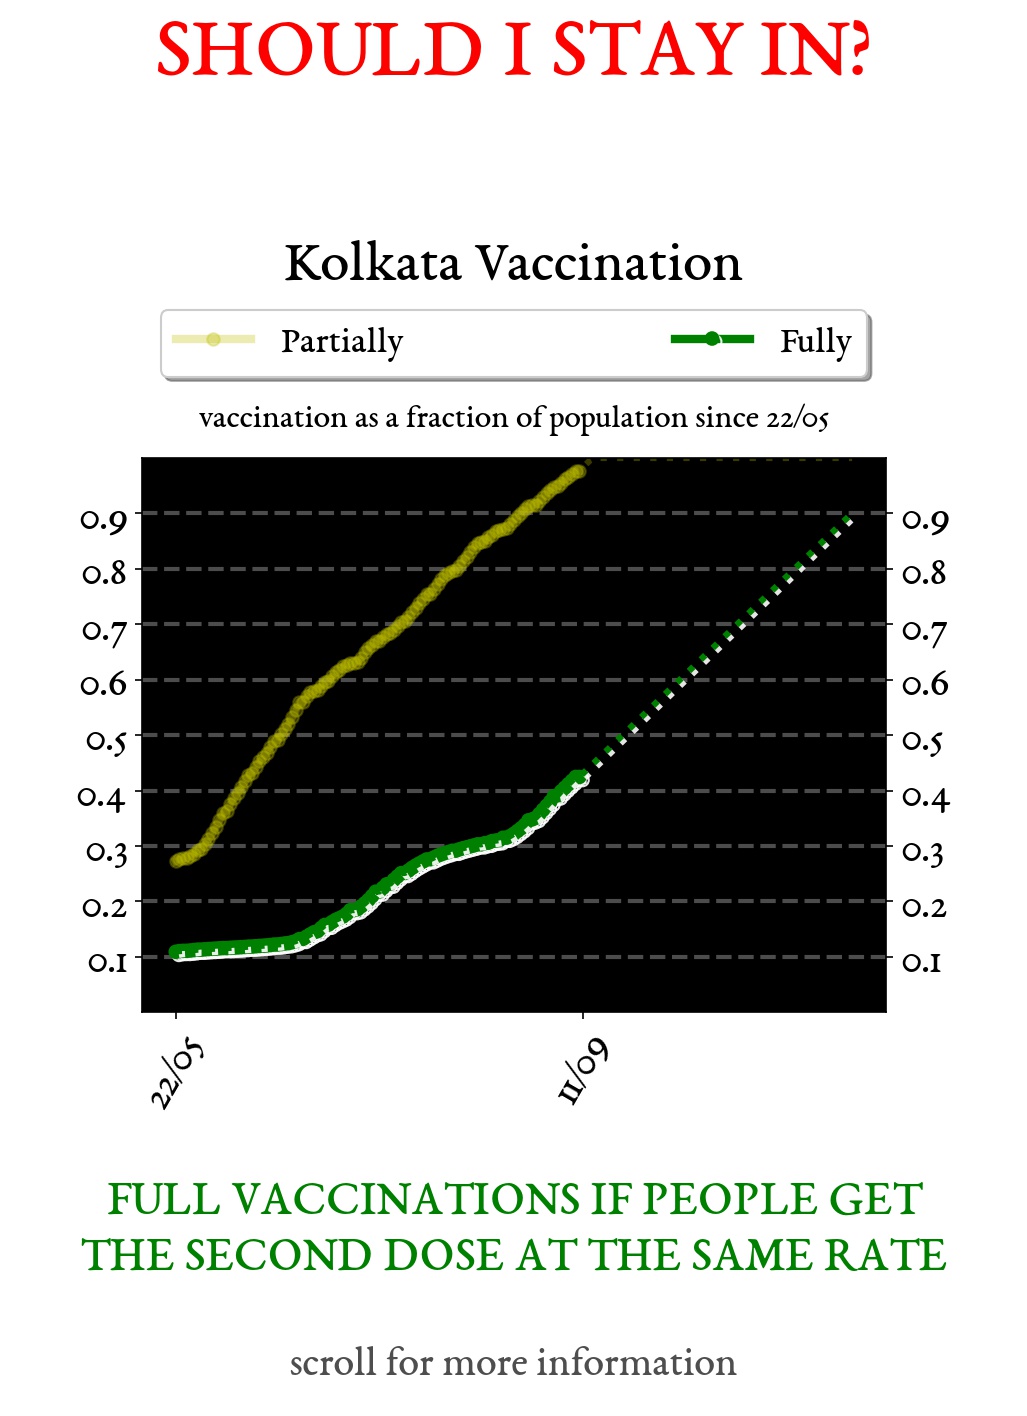 SHOULD I STAY IN?
Kolkata Vaccination
Partially Fully
vaccination as a fraction of population since 22/05
0.9 0.9
0.8 0.8
0.7 0.7
0.6 0.6
0.5 0.5
0.4 0.4
0.3 0.3
0.2 0.2
0.1 0.1
22/05 11/09
FULL VACCINATIONS IF PEOPLE GET
THE SECOND DOSE AT THE SAME RATE
scroll for more information